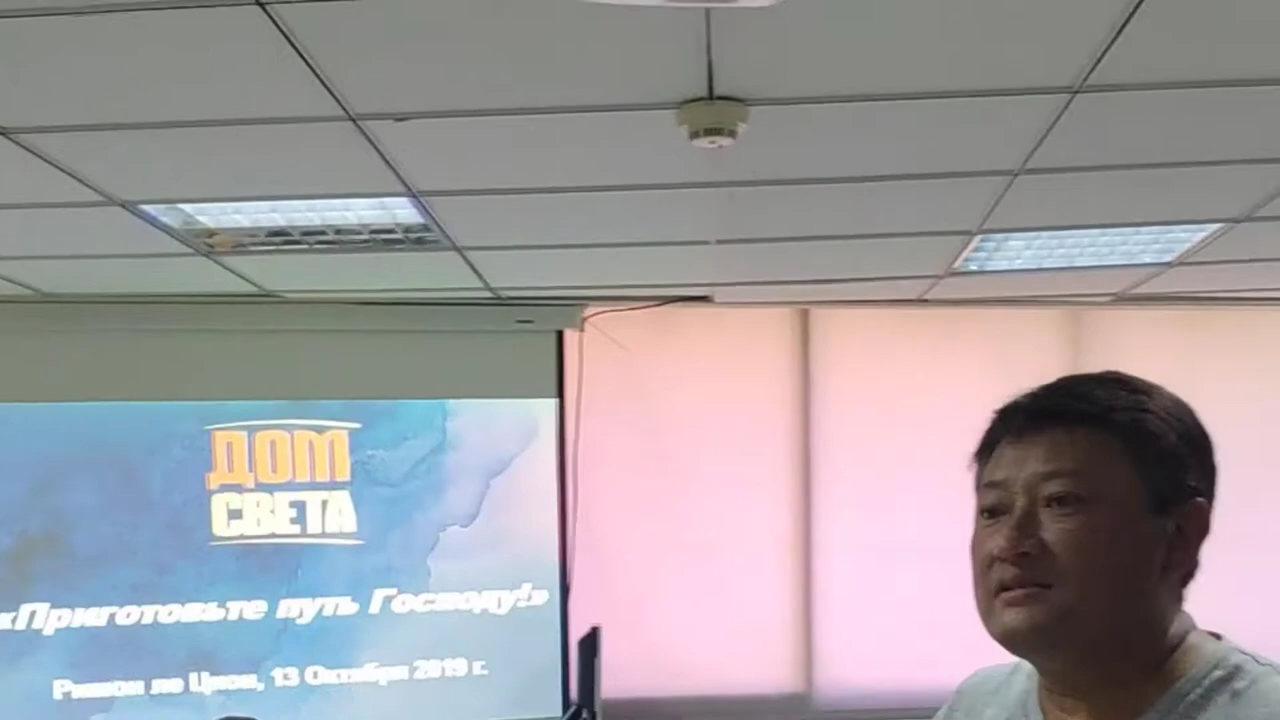 ДОМ
СВЕТА
«Приготовьте путь Господу!»
Ришон ле Цион, 13 Октября 2019 г.